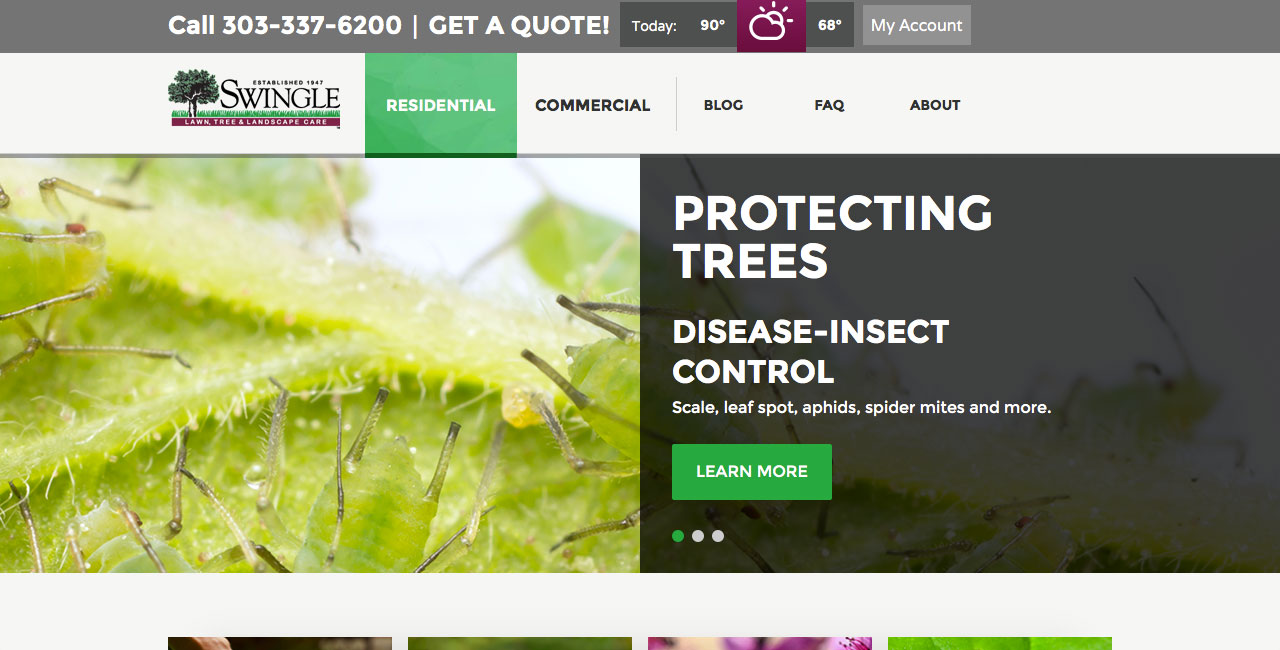 Call 303-337-6200 | GET A QUOTE!
Today: 90° 68°
My Account
ESTABLISHED 1947
SWINGLE
LAWN, TREE & LANDSCAPE CARE
RESIDENTIAL
COMMERCIAL
BLOG
FAQ
ABOUT
PROTECTING
TREES
DISEASE-INSECT
CONTROL
Scale, leaf spot, aphids, spider mites and more.
LEARN MORE